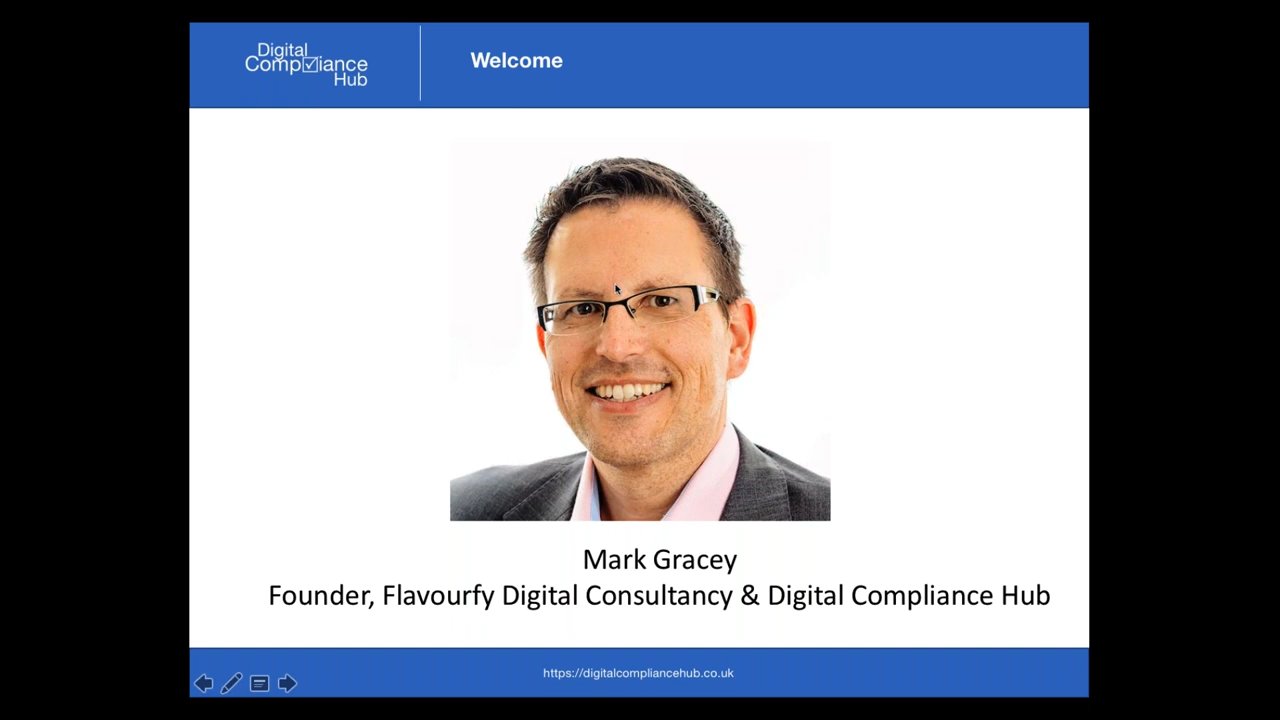 Digital
Compliance
Hub
Welcome
Mark Gracey
Founder, Flavourfy Digital Consultancy & Digital Compliance Hub
https://digitalcompliancehub.co.uk